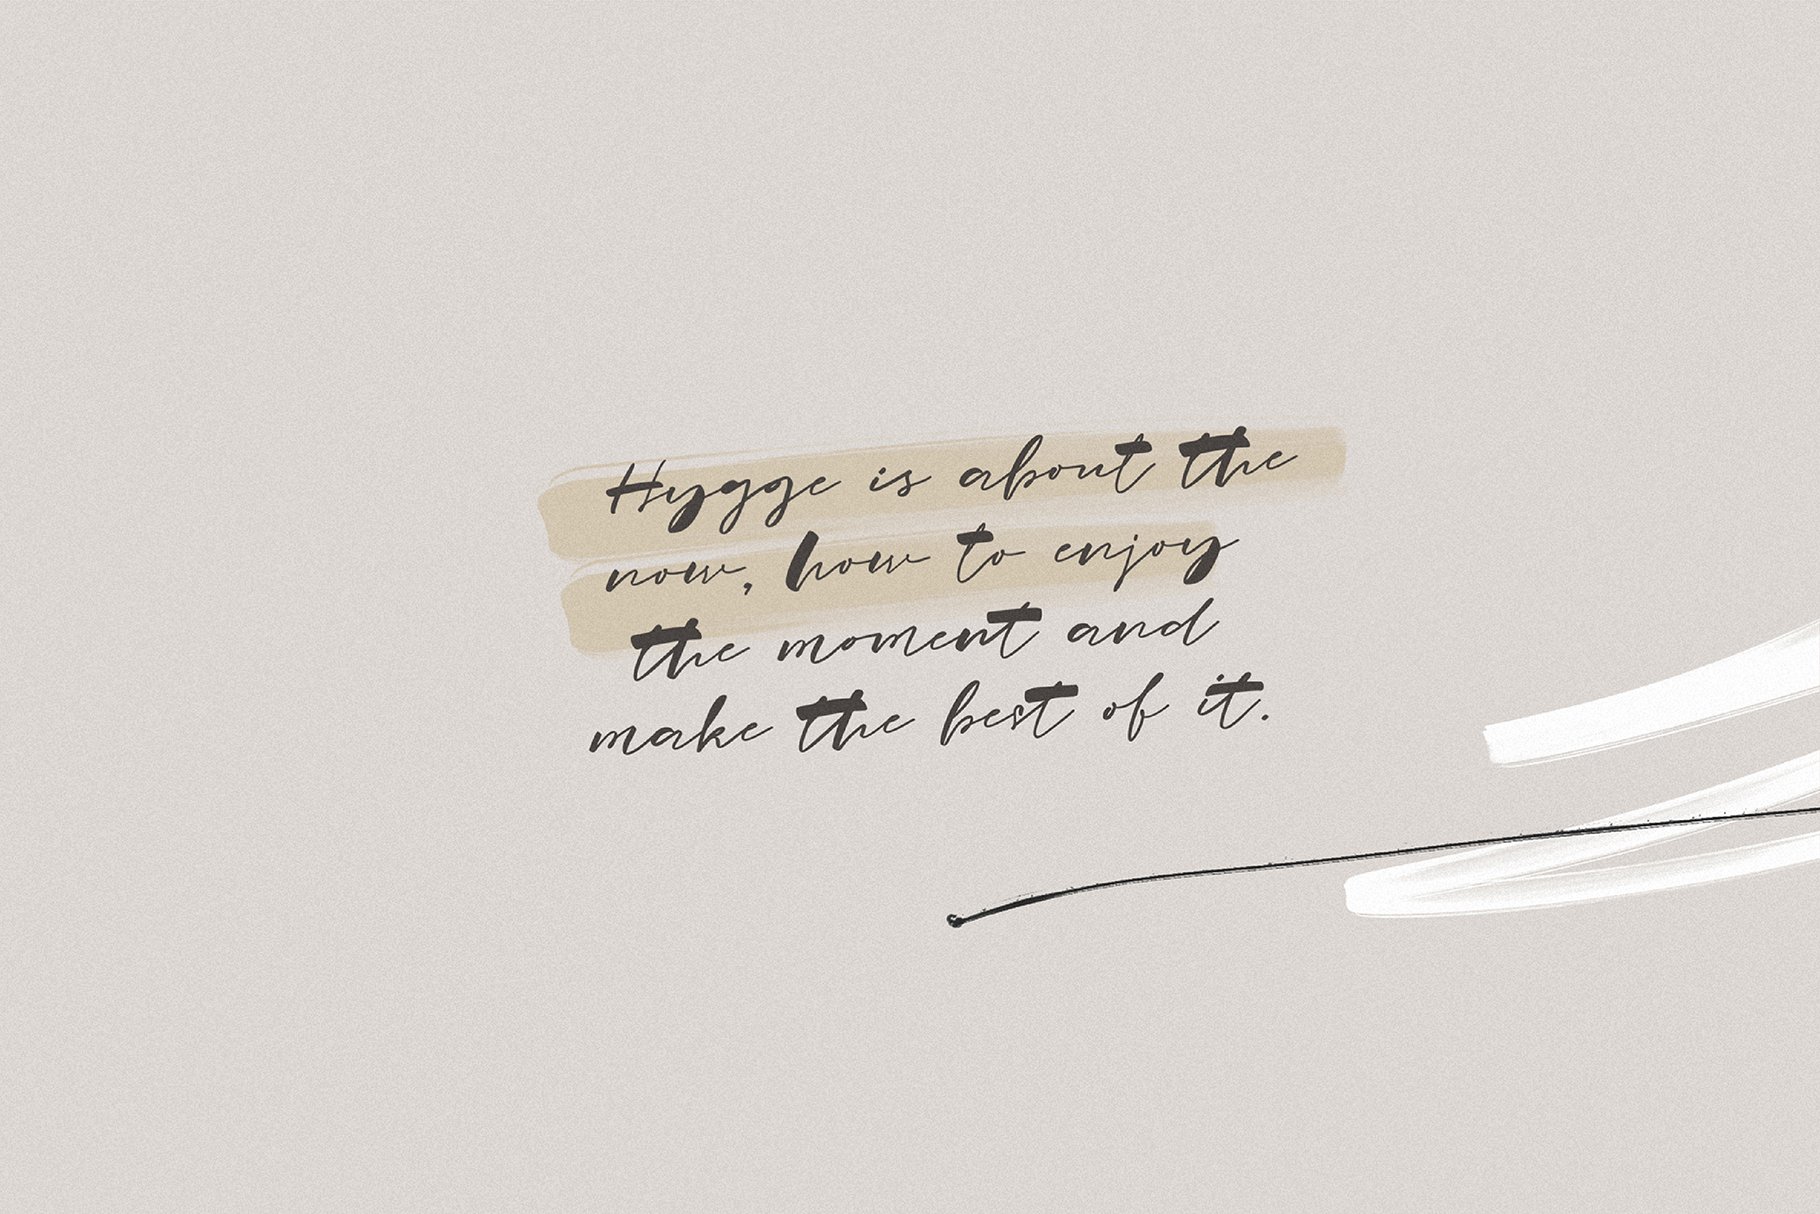 Hygge is about the
now, how to enjoy
the moment and
make the best of it.